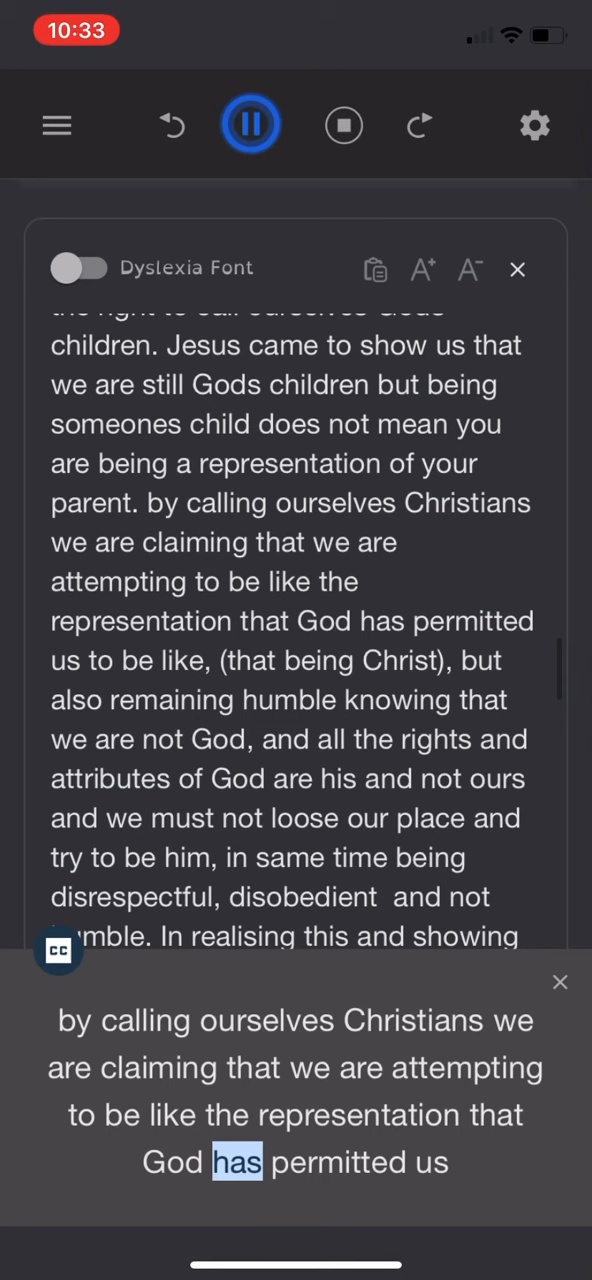 10:33
Dyslexia Font
A+ A-
children. Jesus came to show us that
we are still Gods children but being
someones child does not mean you
are being a representation of your
parent. by calling ourselves Christians
we are claiming that we are
attempting to be like the
representation that God has permitted
us to be like, (that being Christ), but
also remaining humble knowing that
we are not God, and all the rights and
attributes of God are his and not ours
and we must not loose our place and
try to be him, in same time being
disrespectful, disobedient  and not
In realising this and showing
CC
by calling ourselves Christians we
are claiming that we are attempting
to be like the representation that
God has permitted us